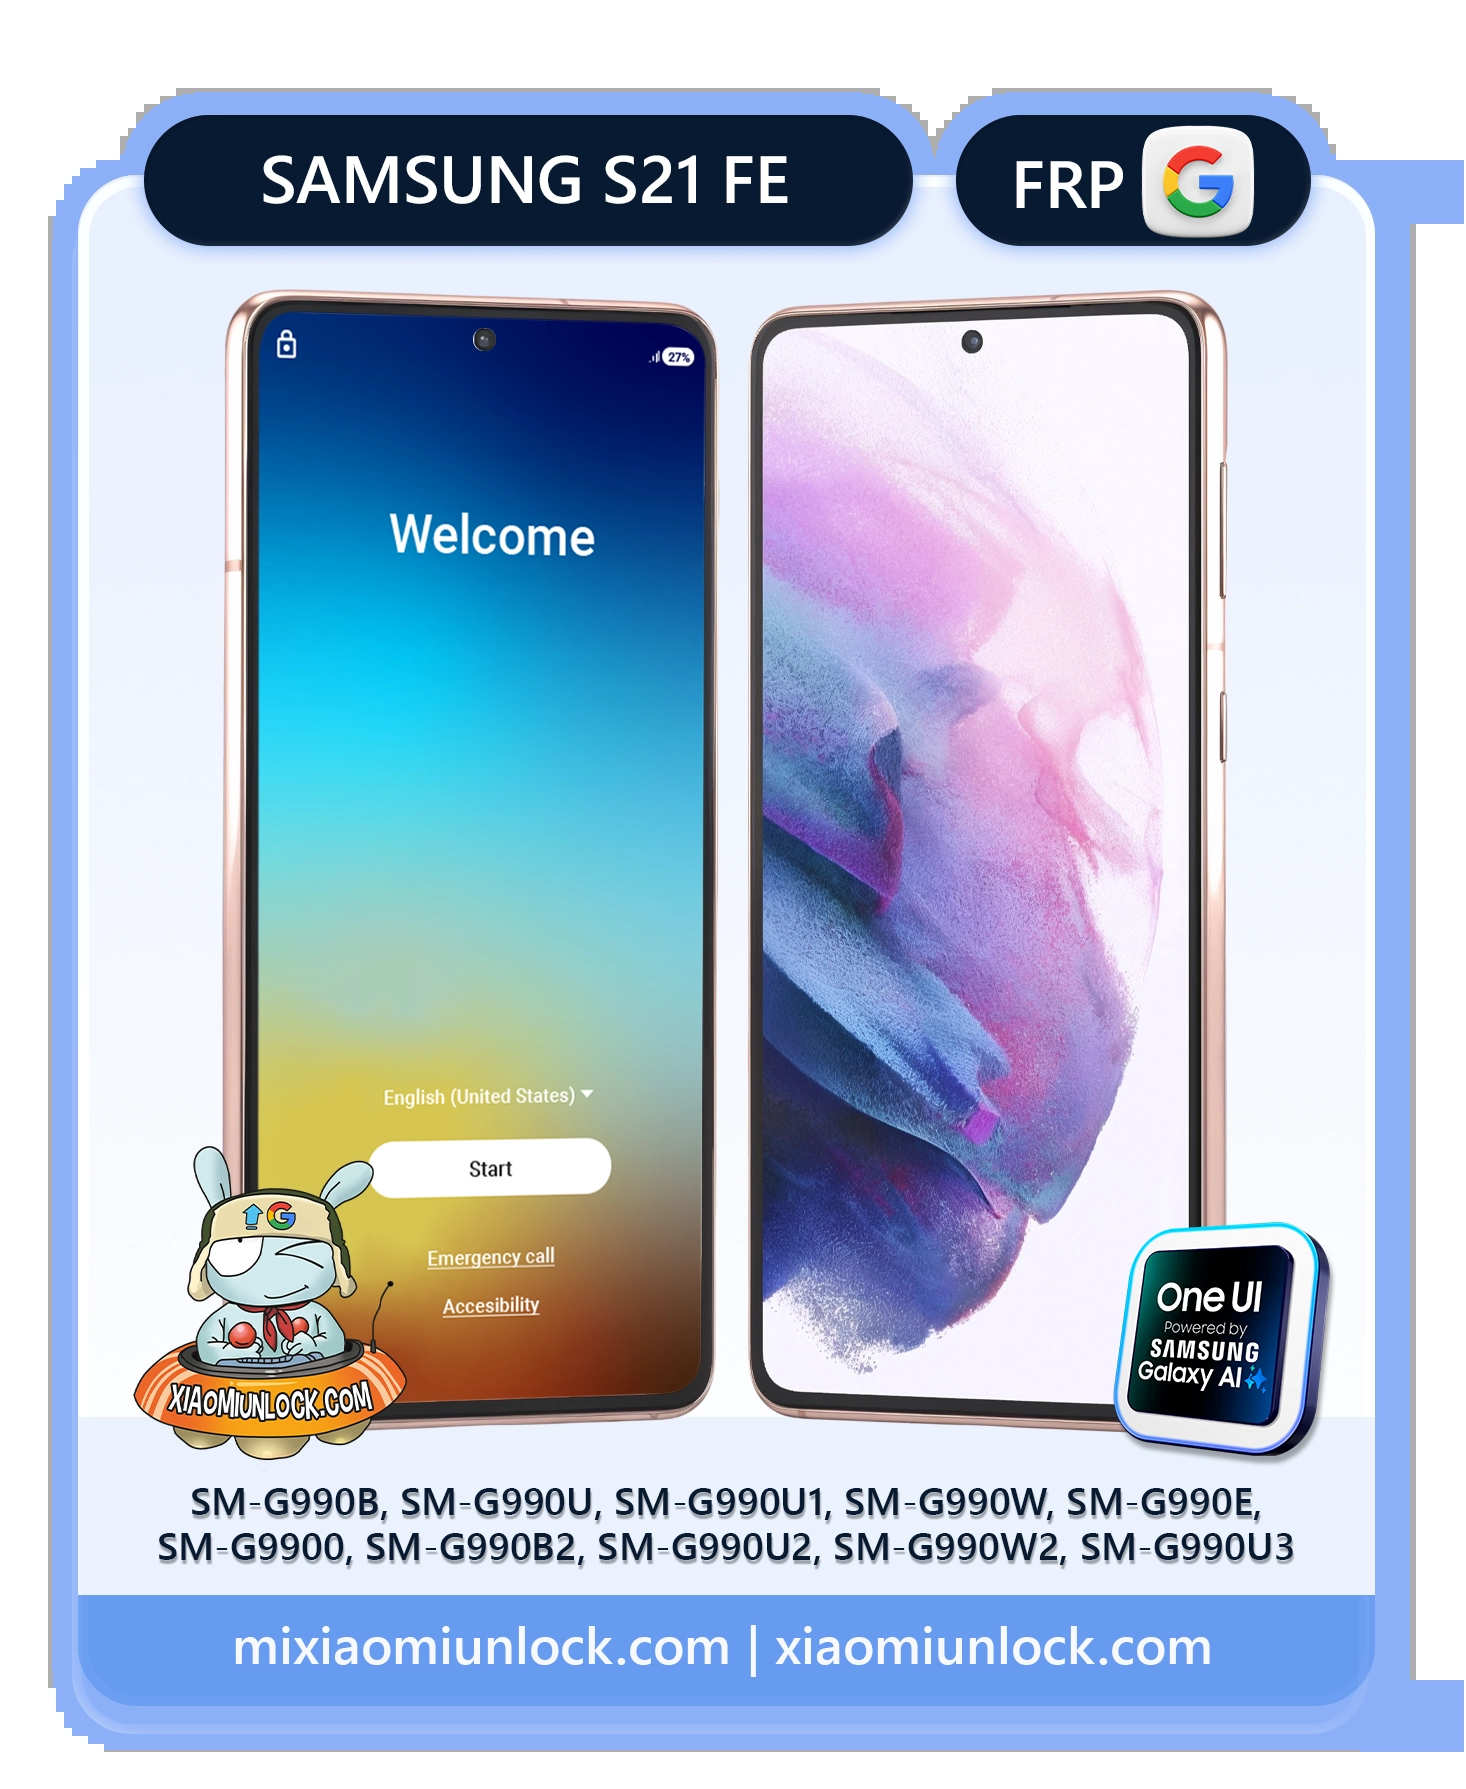 SAMSUNG S21 FE
FRP G
27%
Welcome
English (United States)
Start
Emergency call
Accesibility
G
XIAOMIUNLOCK.COM
One UI
Powered by
SAMSUNG
Galaxy AI
SM-G990B, SM-G990U, SM-G990U1, SM-G990W, SM-G990E,
SM-G9900, SM-G990B2, SM-G990U2, SM-G990W2, SM-G990U3
mixiaomiunlock.com | xiaomiunlock.com